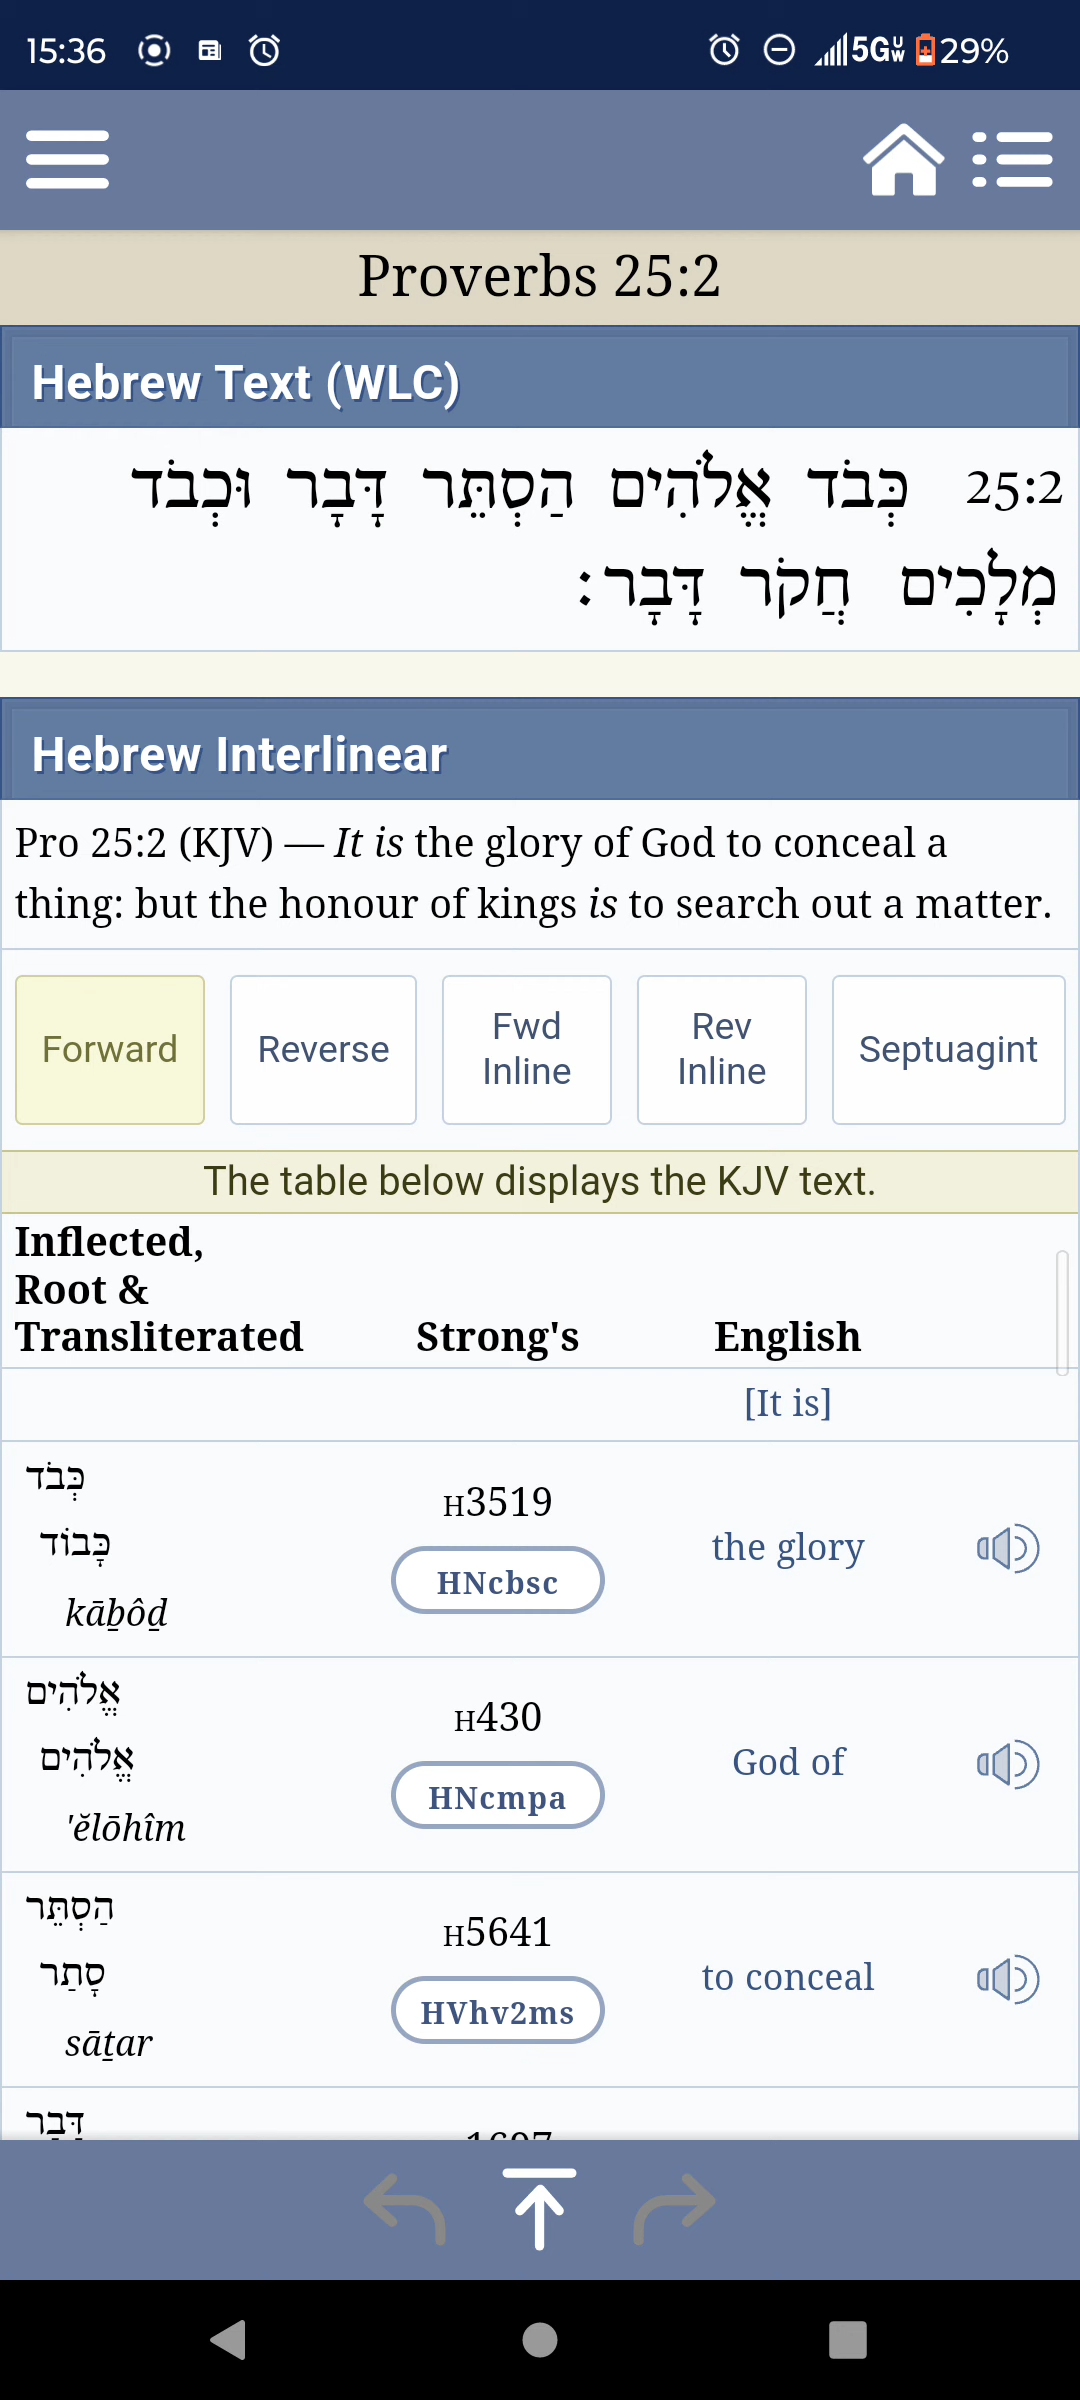 15:36 5G UW 29%
Proverbs 25:2
Hebrew Text (WLC)
25:2 כְּבֹד אֱלֹהִים הַסְתֵּר דָּבָר וּכְבֹד
מְלָכִים חֲקֹר דָּבָר׃
Hebrew Interlinear
Pro 25:2 (KJV) — It is the glory of God to conceal a
thing: but the honour of kings is to search out a matter.
Forward Reverse Fwd Inline Rev Inline Septuagint
The table below displays the KJV text.
Inflected,
Root &
Transliterated Strong's English
[It is]
כְּבֹד
כָּבוֹד
kāḇôḏ
H3519
HNcbsc
the glory
אֱלֹהִים
אֱלֹהִים
'ĕlōhîm
H430
HNcmpa
God of
הַסְתֵּר
סָתַר
sāṯar
H5641
HVhv2ms
to conceal
דָּבָר